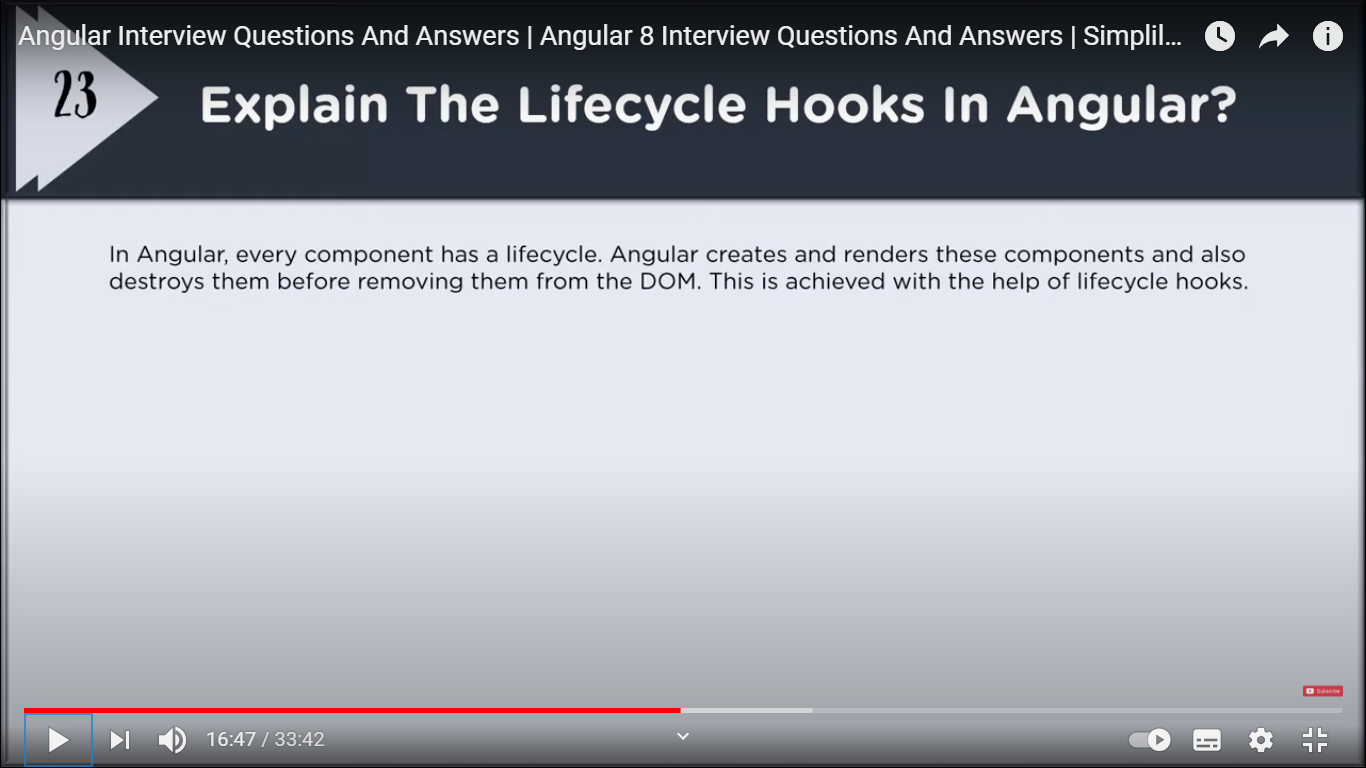 Angular Interview Questions And Answers | Angular 8 Interview Questions And Answers | Simplil...
23
Explain The Lifecycle Hooks In Angular?
In Angular, every component has a lifecycle. Angular creates and renders these components and also
destroys them before removing them from the DOM. This is achieved with the help of lifecycle hooks.
Subscribe
16:47 / 33:42